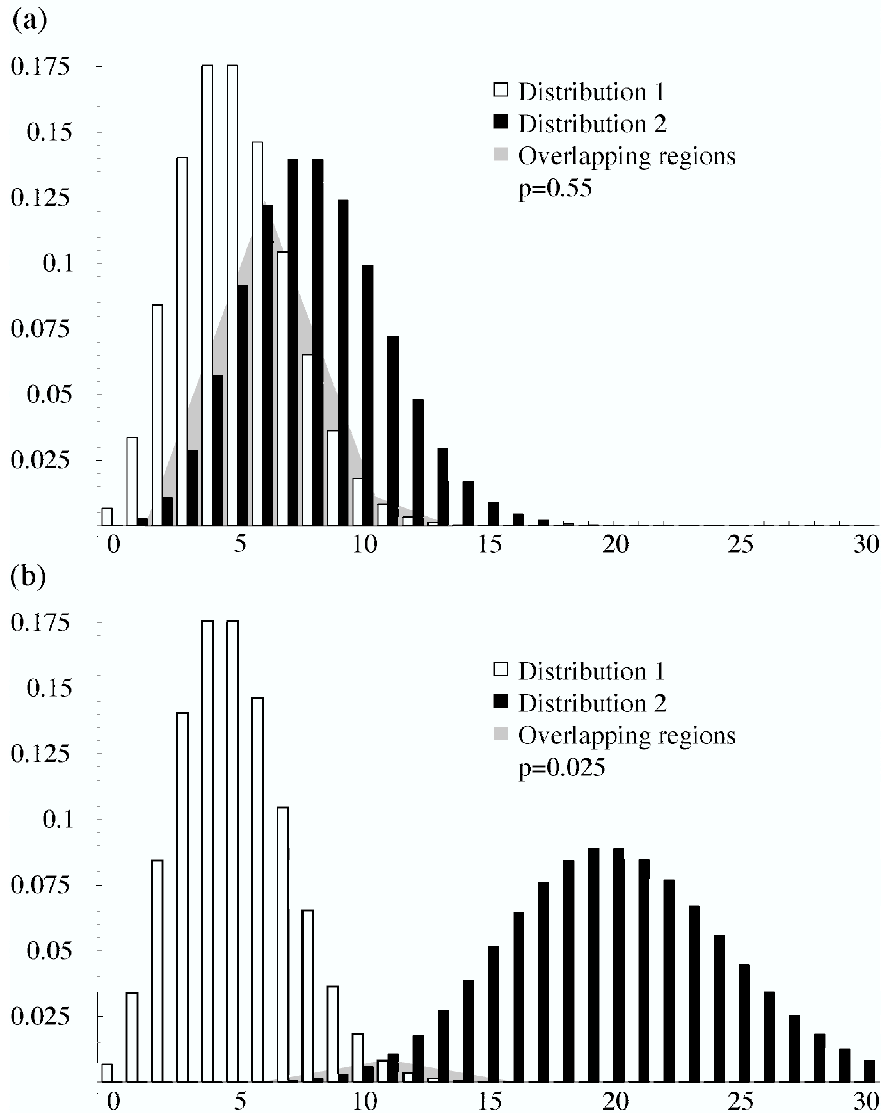 (a)
0.175
0.15
0.125
0.1
0.075
0.05
0.025
Distribution 1
Distribution 2
Overlapping regions
p=0.55
0 5 10 15 20 25 30
(b)
0.175
0.15
0.125
0.1
0.075
0.05
0.025
Distribution 1
Distribution 2
Overlapping regions
p=0.025
0 5 10 15 20 25 30